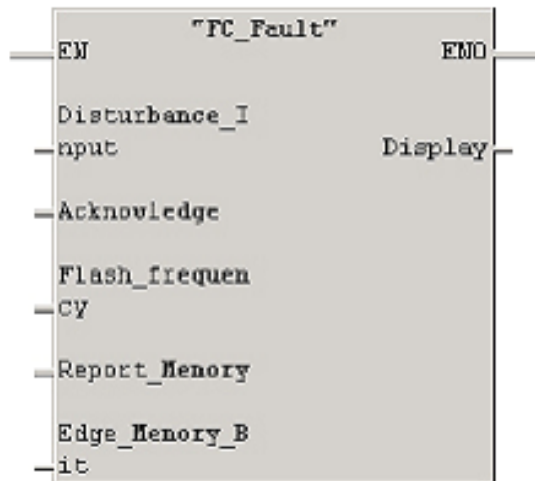 "FC_Fault"
EN ENO
Disturbance_I
nput Display
Acknowledge
Flash_frequen
cy
Report_Memory
Edge_Memory_B
it